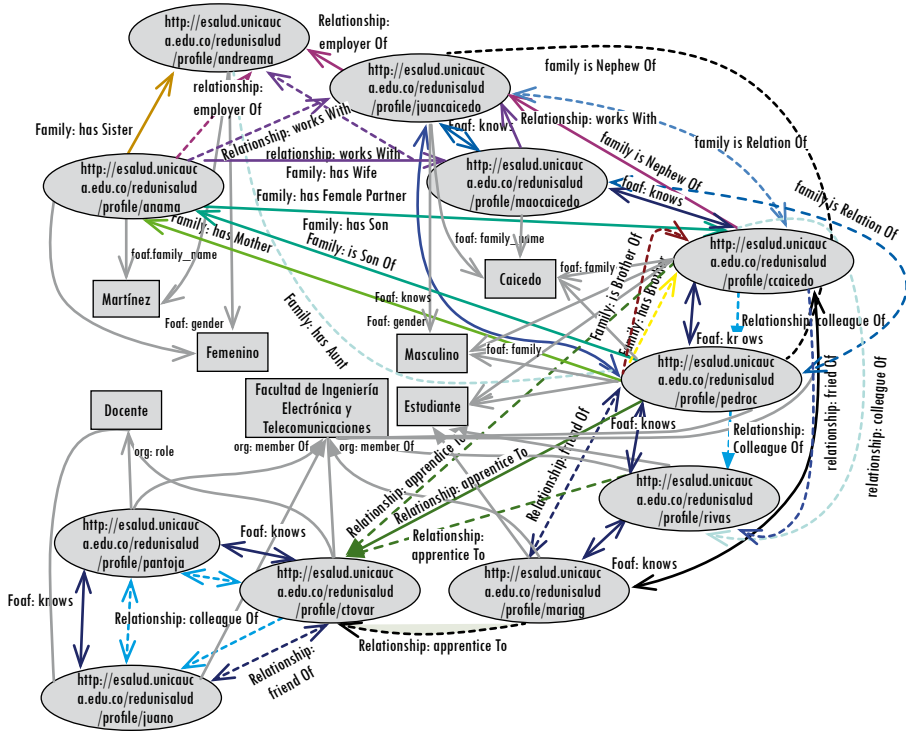 http://esalud.unicauc
a.edu.co/redunisalud
/profile/andreama
Relationship:
employer Of
http://esalud.unicauc
a.edu.co/redunisalud
/profile/juancaicedo
family is Nephew Of
relationship:
employer Of
Family: has Sister
Relationship: works With
Foaf: knows
Relationship: works With
family is Nephew Of
family is Relation Of
family is Relation Of
http://esalud.unicauc
a.edu.co/redunisalud
/profile/anama
relationship: works With
Family: has Wife
Family: has Female Partner
http://esalud.unicauc
a.edu.co/redunisalud
/profile/maocaicedo
Foaf: knows
Family: has Mother
Family: has Son
Family: is Son Of
foaf.family_name
foaf: family_name
http://esalud.unicauc
a.edu.co/redunisalud
/profile/ccaicedo
Martínez
Caicedo
foaf: family
Family: is Brother Of
Family: has Brother
Foaf: knows
Foaf: gender
Foaf: gender
Femenino
Family: has Aunt
Masculino
foaf: family
Relationship: colleague Of
Foaf: kr ows
http://esalud.unicauc
a.edu.co/redunisalud
/profile/pedroc
Docente
Facultad de Ingeniería
Electrónica y
Telecomunicaciones
Estudiante
org: role
org: member Of
org: member Of
Foaf: knows
Relationship:
Colleague Of
relationship: fried Of
relationship: colleague Of
Relationship: apprendice To
Relationship: apprentice To
Relationship: friend Of
http://esalud.unicauc
a.edu.co/redunisalud
/profile/rivas
http://esalud.unicauc
a.edu.co/redunisalud
/profile/pantoja
Foaf: knows
Relationship:
apprentice To
Foaf: knows
http://esalud.unicauc
a.edu.co/redunisalud
/profile/ctovar
http://esalud.unicauc
a.edu.co/redunisalud
/profile/mariag
Foaf: knows
Relationship: colleague Of
Relationship: apprentice To
Relationship:
friend Of
http://esalud.unicauc
a.edu.co/redunisalud
/profile/juano